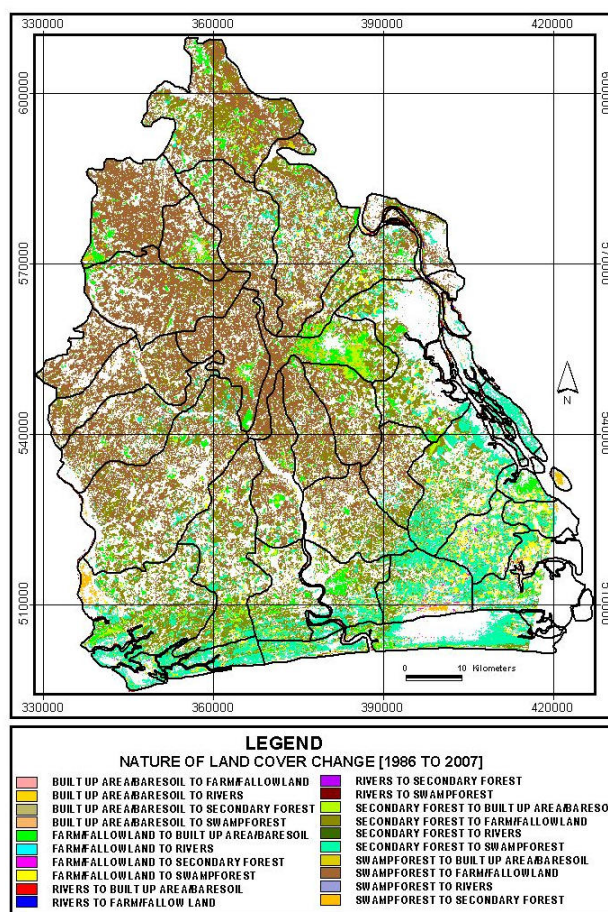 330000 360000 390000 420000
600000 600000
570000 570000
540000 540000
N
510000 510000
0 10 Kilometers
330000 360000 390000 420000
LEGEND
NATURE OF LAND COVER CHANGE [1986 TO 2007]
BUILT UP AREA/BARESOIL TO FARM/FALLOWLAND
BUILT UP AREA/BARESOIL TO RIVERS
BUILT UP AREA/BARESOIL TO SECONDARY FOREST
BUILT UP AREA/BARESOIL TO SWAMPFOREST
FARM/FALLOWLAND TO BUILT UP AREA/BARESOIL
FARM/FALLOWLAND TO RIVERS
FARM/FALLOWLAND TO SECONDARY FOREST
FARM/FALLOWLAND TO SWAMPFOREST
RIVERS TO BUILT UP AREA/BARESOIL
RIVERS TO FARM/FALLOW LAND
RIVERS TO SECONDARY FOREST
RIVERS TO SWAMPFOREST
SECONDARY FOREST TO BUILT UP AREA/BARESO
SECONDARY FOREST TO FARM/FALLOWLAND
SECONDARY FOREST TO RIVERS
SECONDARY FOREST TO SWAMPFOREST
SWAMPFOREST TO BUILT UP AREA/BARESOIL
SWAMPFOREST TO FARM/FALLOWLAND
SWAMPFOREST TO RIVERS
SWAMPFOREST TO SECONDARY FOREST